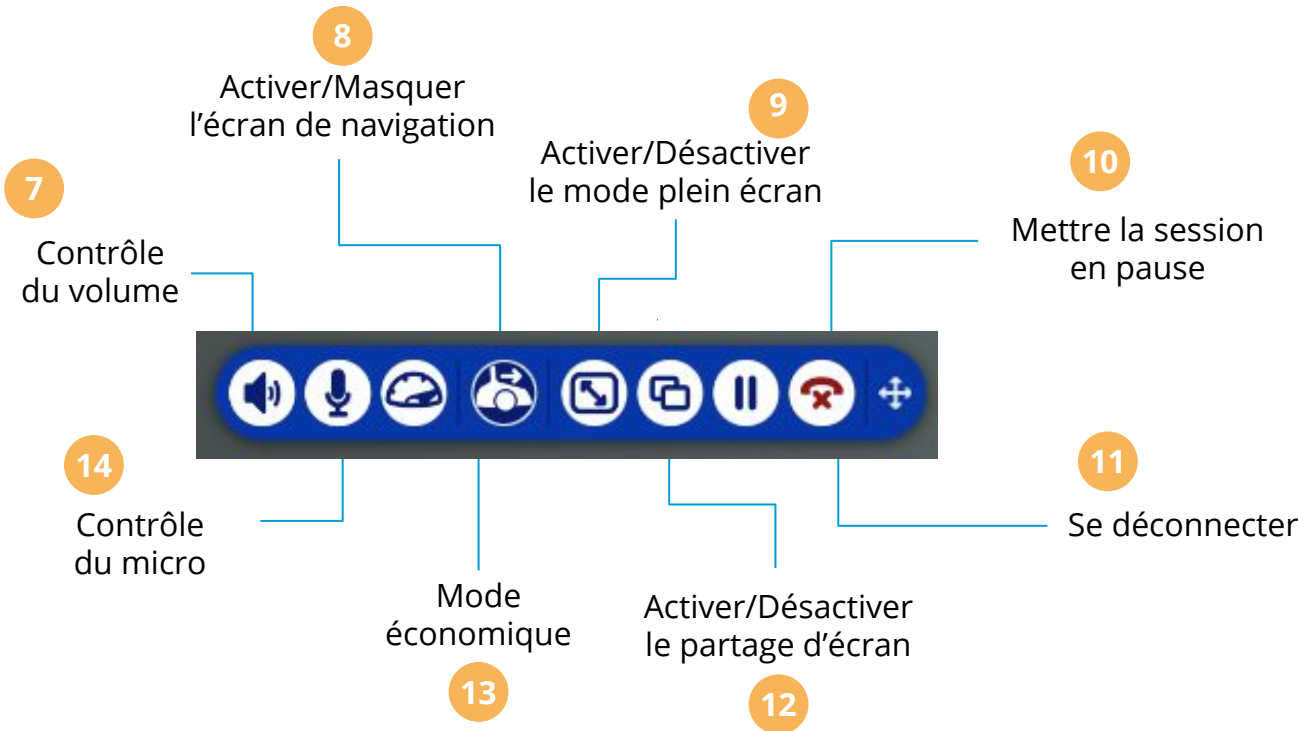 8
Activer/Masquer
l'écran de navigation
9
Activer/Désactiver
le mode plein écran
10
Mettre la session
en pause
7
Contrôle
du volume
14
Contrôle
du micro
11
Se déconnecter
Mode
économique
13
Activer/Désactiver
le partage d'écran
12